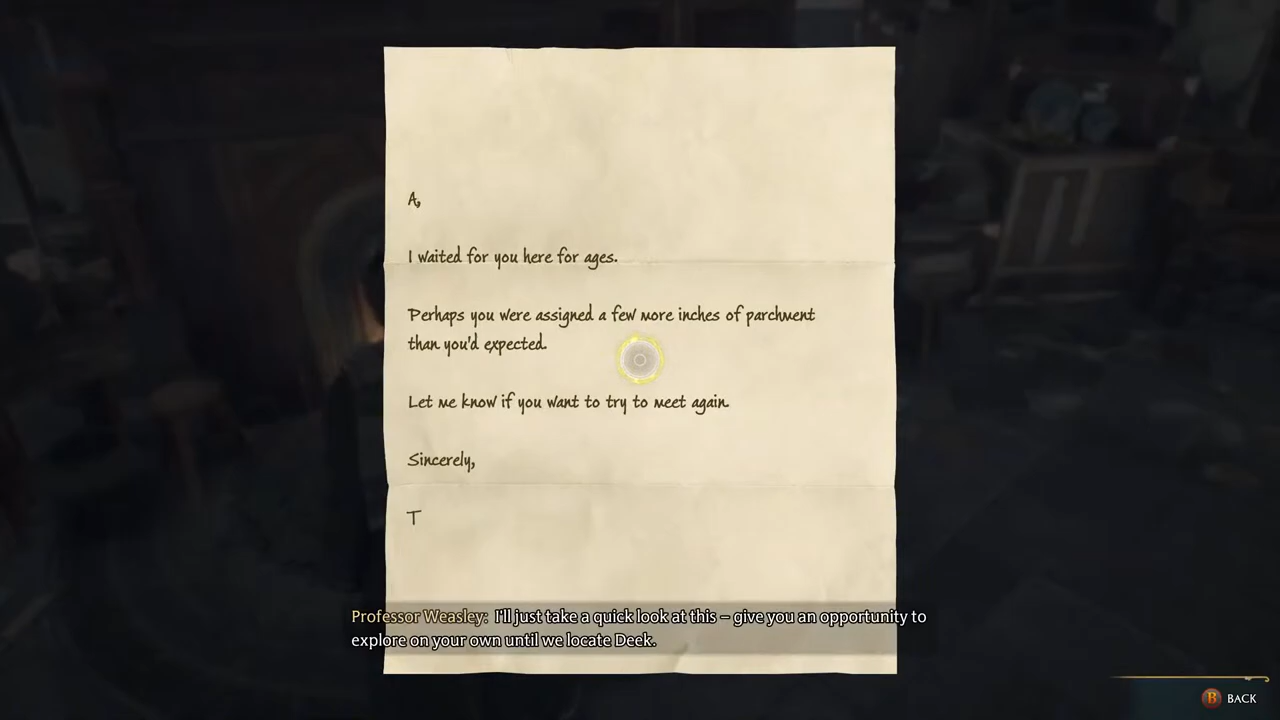 A,
I waited for you here for ages.
Perhaps you were assigned a few more inches of parchment
than you'd expected.
Let me know if you want to try to meet again.
Sincerely,
T
Professor Weasley: I'll just take a quick look at this – give you an opportunity to
explore on your own until we locate Deek.
B BACK